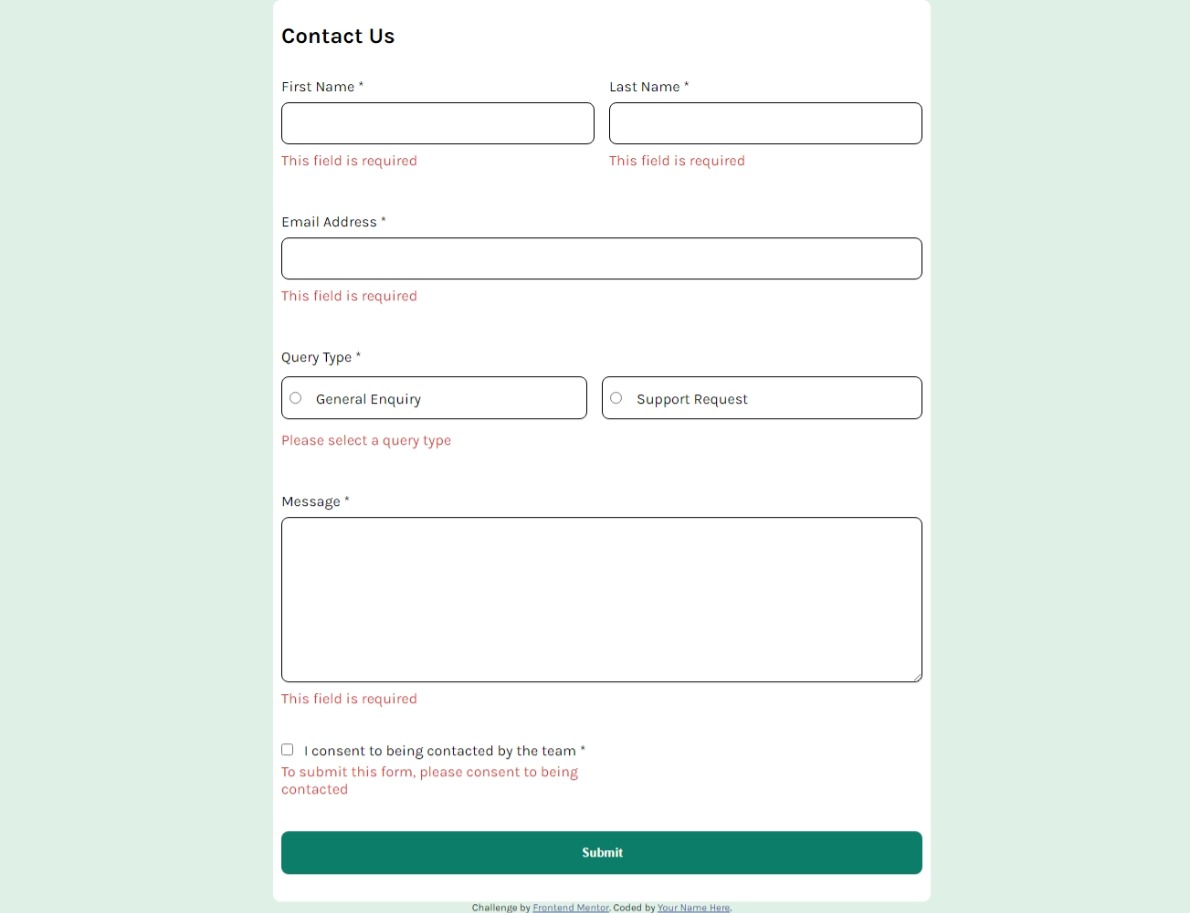 Contact Us
First Name * Last Name *
This field is required This field is required
Email Address *
This field is required
Query Type *
General Enquiry Support Request
Please select a query type
Message *
This field is required
I consent to being contacted by the team *
To submit this form, please consent to being
contacted
Submit
Challenge by Frontend Mentor. Coded by Your Name Here.